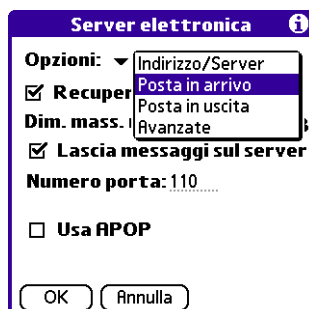 Server elettronica
Opzioni:
Indirizzo/Server
Posta in arrivo
Posta in uscita
Avanzate
Dim. mass.
Lascia messaggi sul server
Numero porta: 110
Usa APOP
OK Annulla